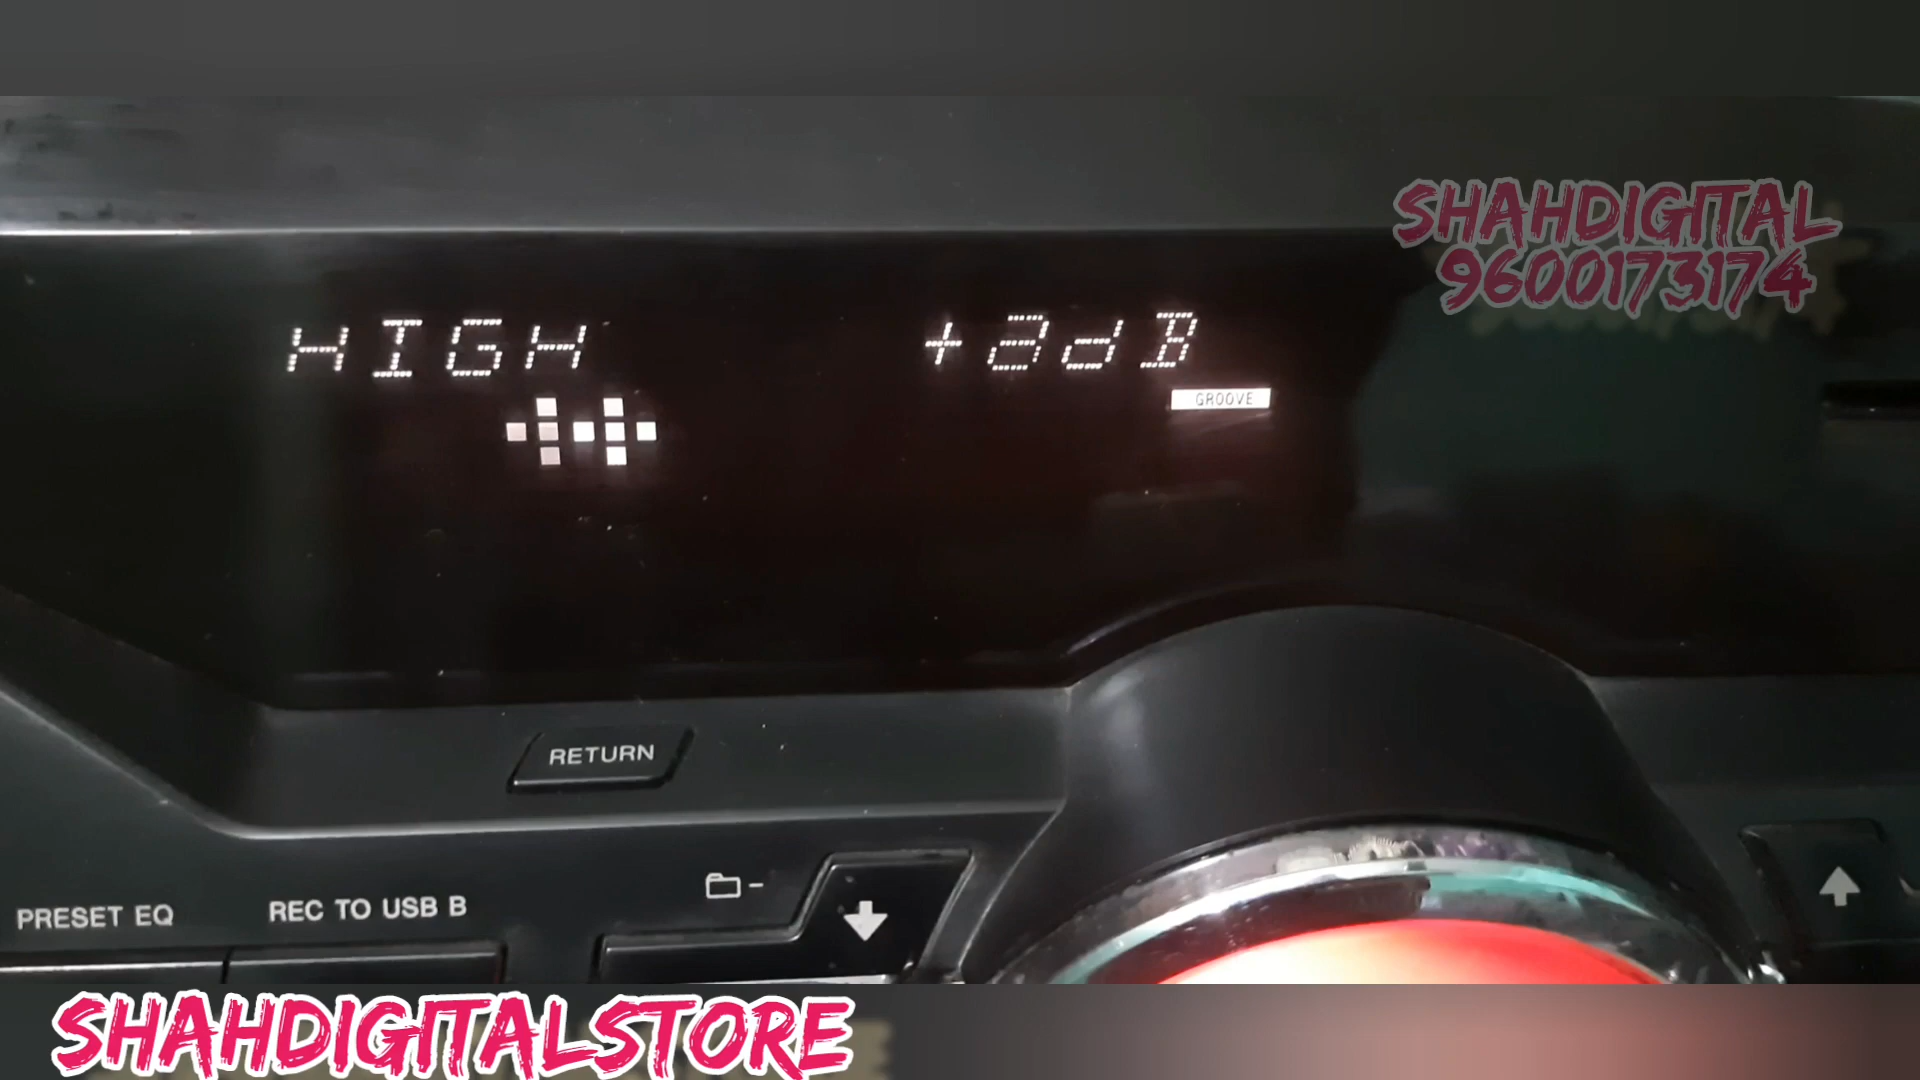 SHAHDIGITAL
9600173174
HIGH +2dB
GROOVE
RETURN
PRESET EQ
REC TO USB B
SHAHDIGITALSTORE